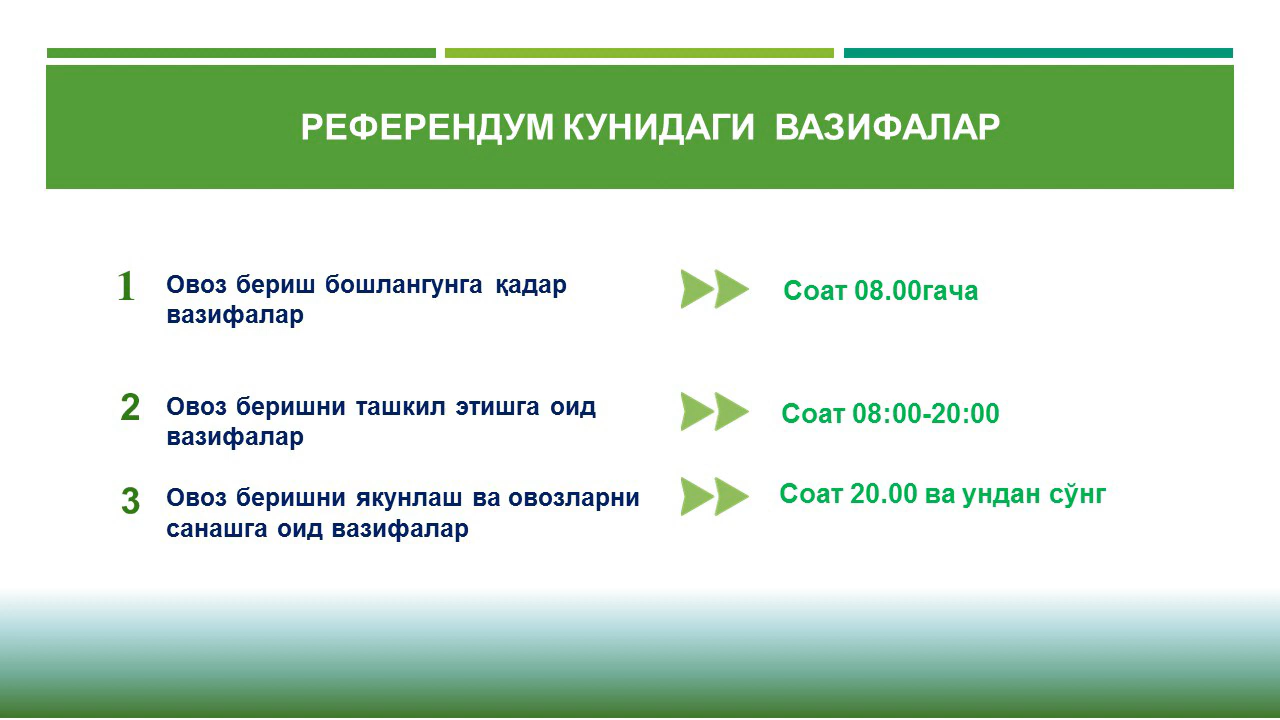 РЕФЕРЕНДУМ КУНИДАГИ ВАЗИФАЛАР
1 Овоз бериш бошлангунга қадар
вазифалар
Соат 08.00гача
2 Овоз беришни ташкил этишга оид
вазифалар
Соат 08:00-20:00
3 Овоз беришни якунлаш ва овозларни
санашга оид вазифалар
Соат 20.00 ва ундан сўнг